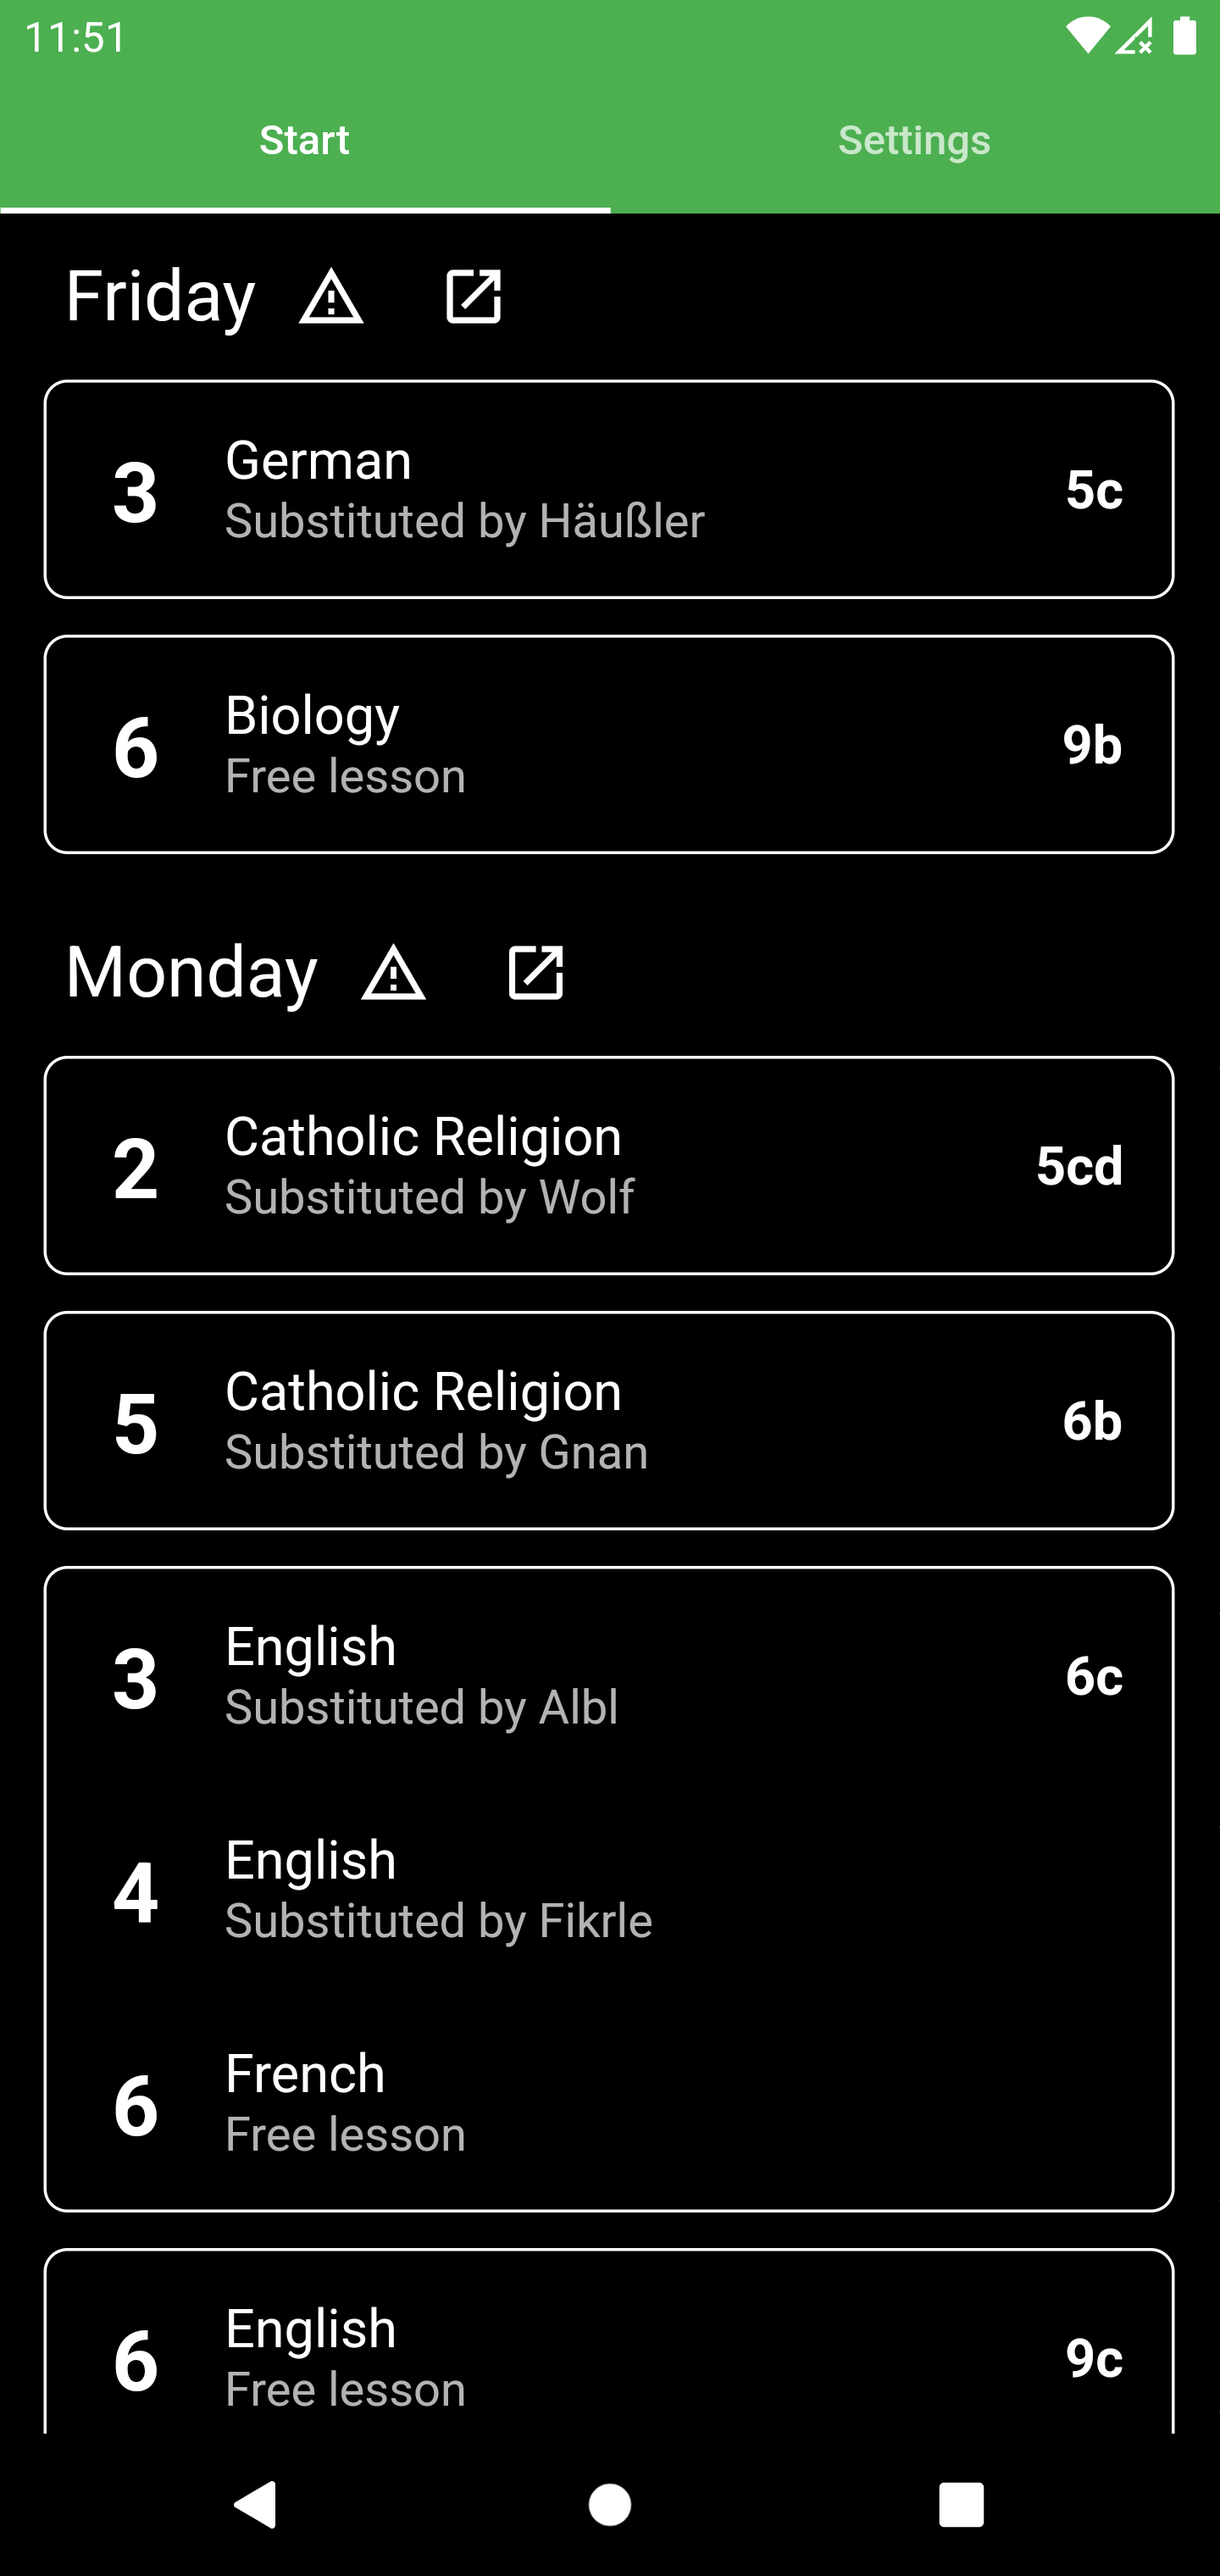 11:51
Start Settings
Friday
3 German 5c
Substituted by Häußler
6 Biology 9b
Free lesson
Monday
2 Catholic Religion 5cd
Substituted by Wolf
5 Catholic Religion 6b
Substituted by Gnan
3 English 6c
Substituted by Albl
4 English
Substituted by Fikrle
6 French
Free lesson
6 English 9c
Free lesson